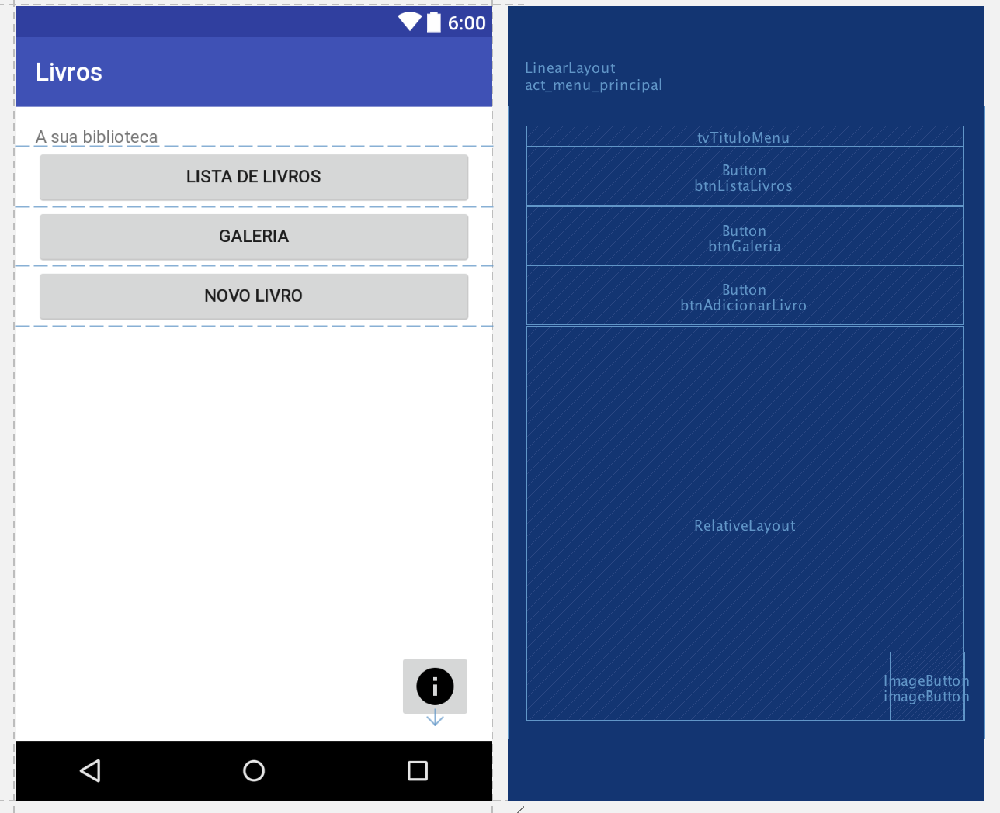 6:00
Livros
A sua biblioteca
LISTA DE LIVROS
GALERIA
NOVO LIVRO
LinearLayout
act_menu_principal
tvTituloMenu
Button
btnListaLivros
Button
btnGaleria
Button
btnAdicionarLivro
RelativeLayout
ImageButton
imageButton